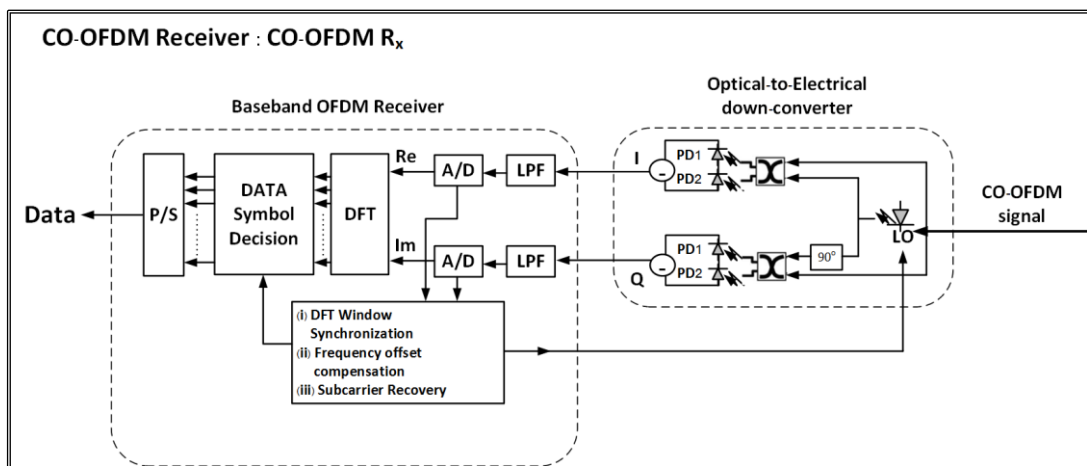 CO-OFDM Receiver : CO-OFDM Rx
Optical-to-Electrical
down-converter
Baseband OFDM Receiver
Data
P/S
DATA
Symbol
Decision
DFT
Re
A/D
LPF
I
-
PD1
PD2
CO-OFDM
signal
LO
Im
A/D
LPF
Q
-
PD1
PD2
90°
(i) DFT Window
Synchronization
(ii) Frequency offset
compensation
(iii) Subcarrier Recovery